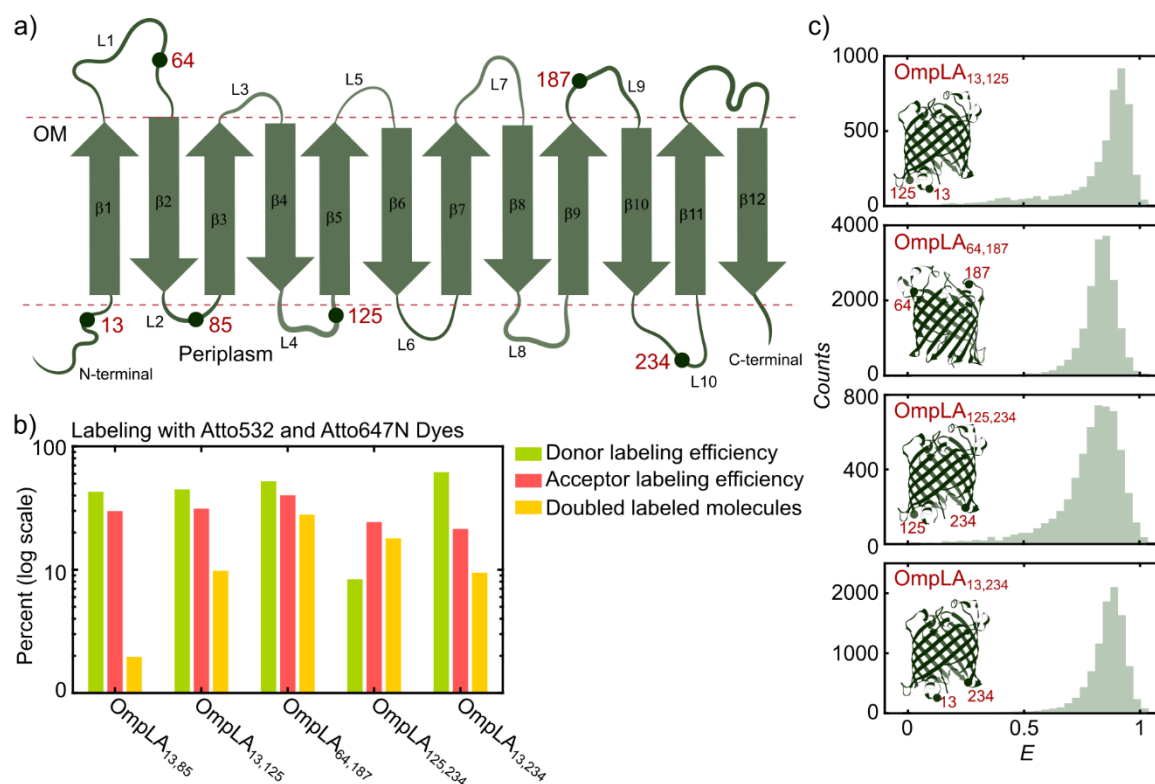 a)
L1
64
L3
L5
L7
187
L9
OM
β1
β2
β3
β4
β5
β6
β7
β8
β9
β10
β11
β12
13
L2
85
L4
125
L6
L8
234
L10
N-terminal
Periplasm
C-terminal
b)
Labeling with Atto532 and Atto647N Dyes
Percent (log scale)
100
10
0
Donor labeling efficiency
Acceptor labeling efficiency
Doubled labeled molecules
OmpLA13,85
OmpLA13,125
OmpLA64,187
OmpLA125,234
OmpLA13,234
c)
Counts
1000
500
0
OmpLA13,125
125
13
4000
2000
0
OmpLA64,187
187
64
800
400
0
OmpLA125,234
125
234
2000
1000
0
OmpLA13,234
13
234
0
0.5
1
E